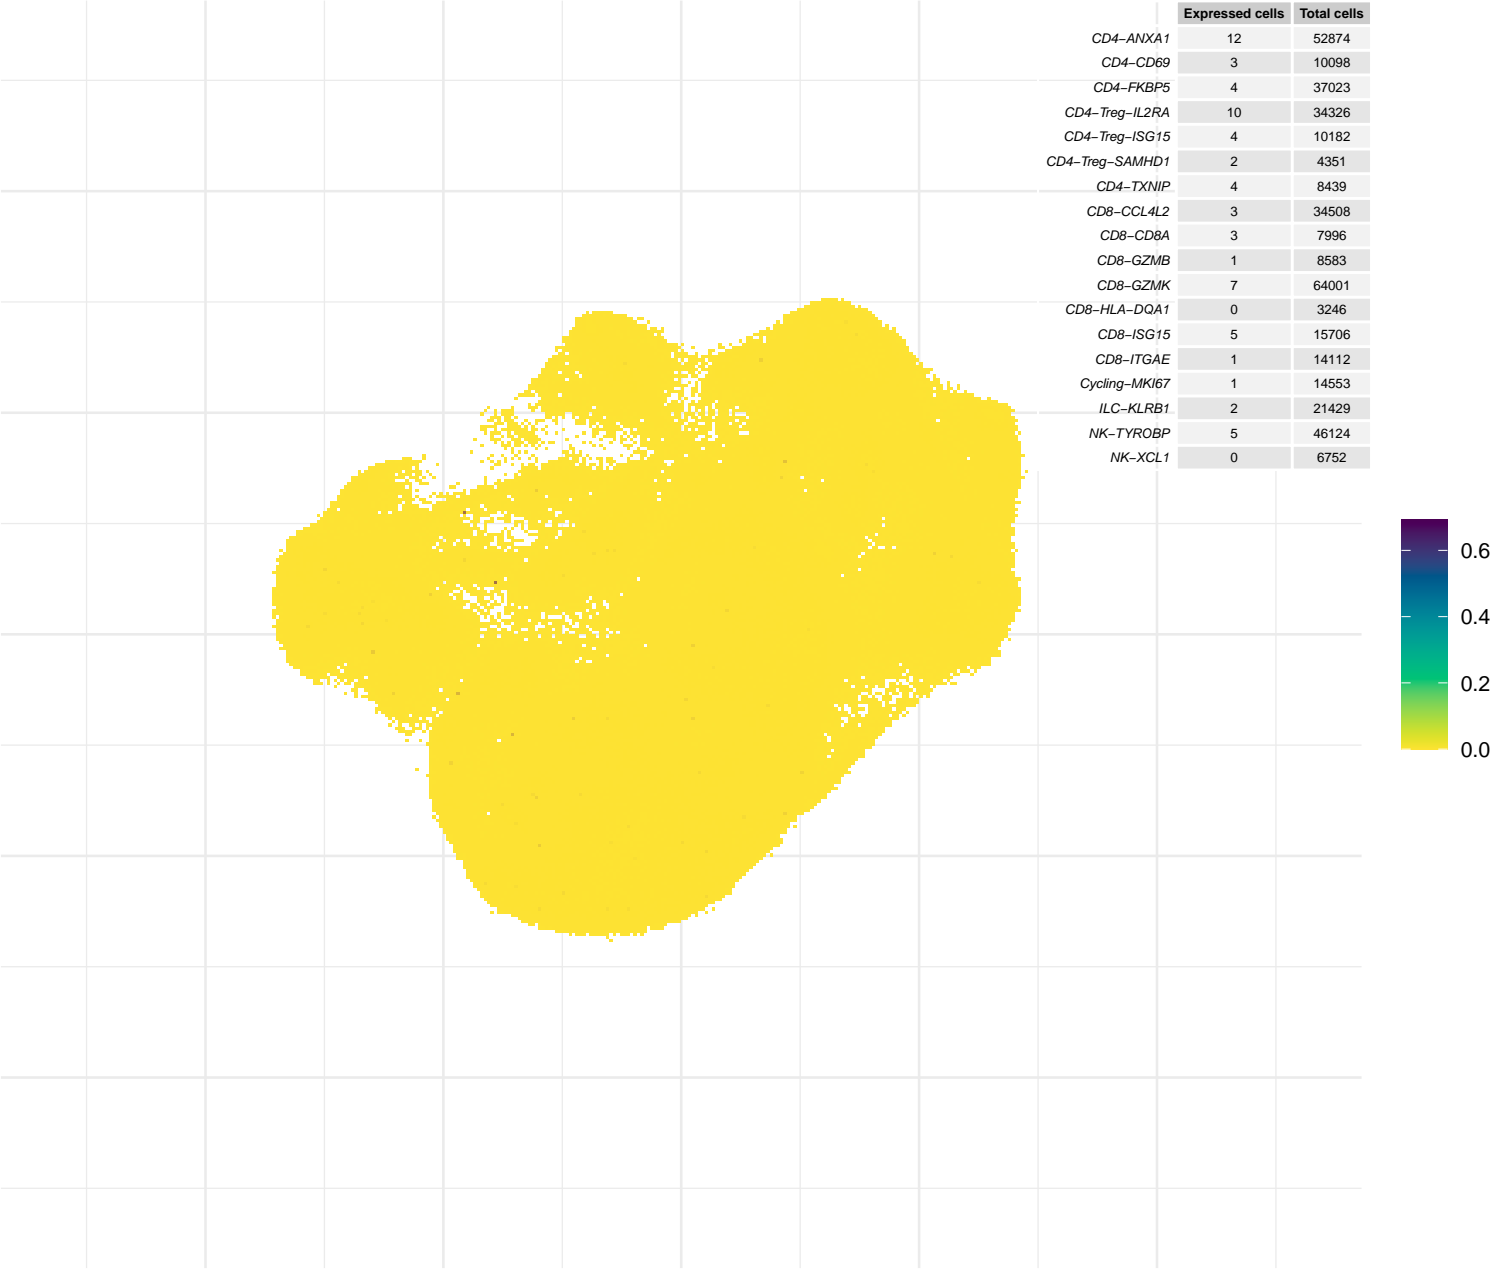 Expressed cells Total cells
CD4−ANXA1 12 52874
CD4−CD69 3 10098
CD4−FKBP5 4 37023
CD4−Treg−IL2RA 10 34326
CD4−Treg−ISG15 4 10182
CD4−Treg−SAMHD1 2 4351
CD4−TXNIP 4 8439
CD8−CCL4L2 3 34508
CD8−CD8A 3 7996
CD8−GZMB 1 8583
CD8−GZMK 7 64001
CD8−HLA−DQA1 0 3246
CD8−ISG15 5 15706
CD8−ITGAE 1 14112
Cycling−MKI67 1 14553
ILC−KLRB1 2 21429
NK−TYROBP 5 46124
NK−XCL1 0 6752
0.6
0.4
0.2
0.0